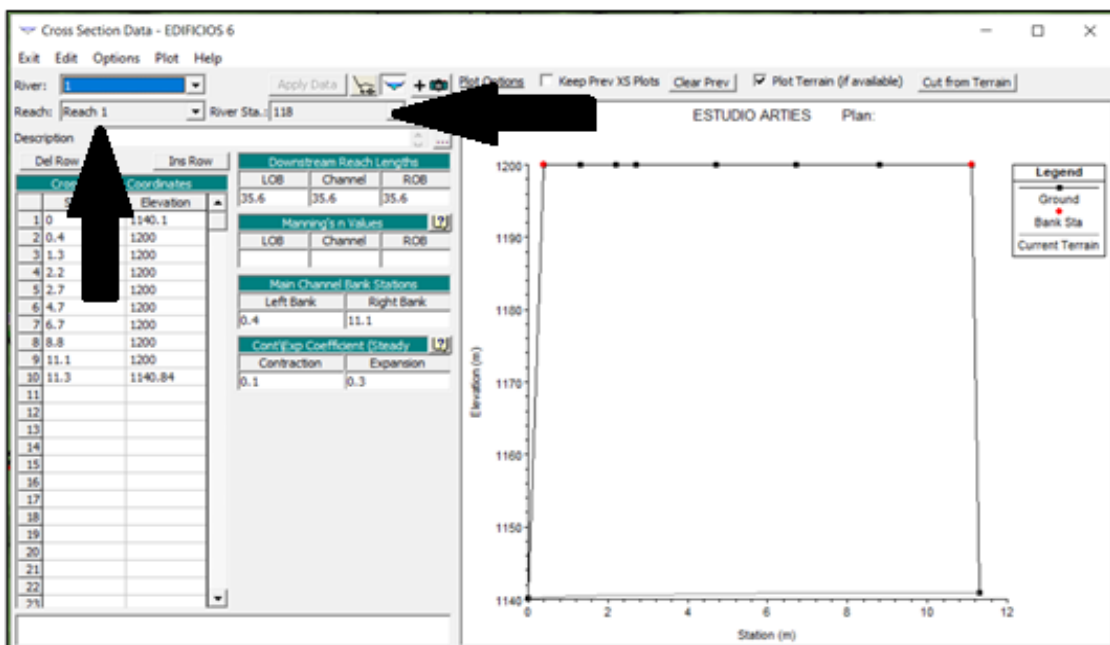 Cross Section Data - EDIFICIOS 6
Exit Edit Options Plot Help
River: 1 Apply Data Plot Options Keep Prev XS Plots Clear Prev Plot Terrain (if available) Cut from Terrain
Reach: Reach 1 River Sta.: 118
Description ...
Del Row Ins Row
Coordinates
Elevation
1 0 1140.1
2 0.4 1200
3 1.3 1200
4 2.2 1200
5 2.7 1200
6 4.7 1200
7 6.7 1200
8 8.8 1200
9 11.1 1200
10 11.3 1140.84
11
12
13
14
15
16
17
18
19
20
21
22
23
Downstream Reach Lengths
LOB Channel ROB
35.6 35.6 35.6
Manning's n Values
LOB Channel ROB
Main Channel Bank Stations
Left Bank Right Bank
0.4 11.1
Cont\Exp Coefficient (Steady
Contraction Expansion
0.1 0.3
ESTUDIO ARTIES Plan:
Elevation (m)
1200
1190
1180
1170
1160
1150
1140
0 2 4 6 8 10 12
Station (m)
Legend
Ground
Bank Sta
Current Terrain